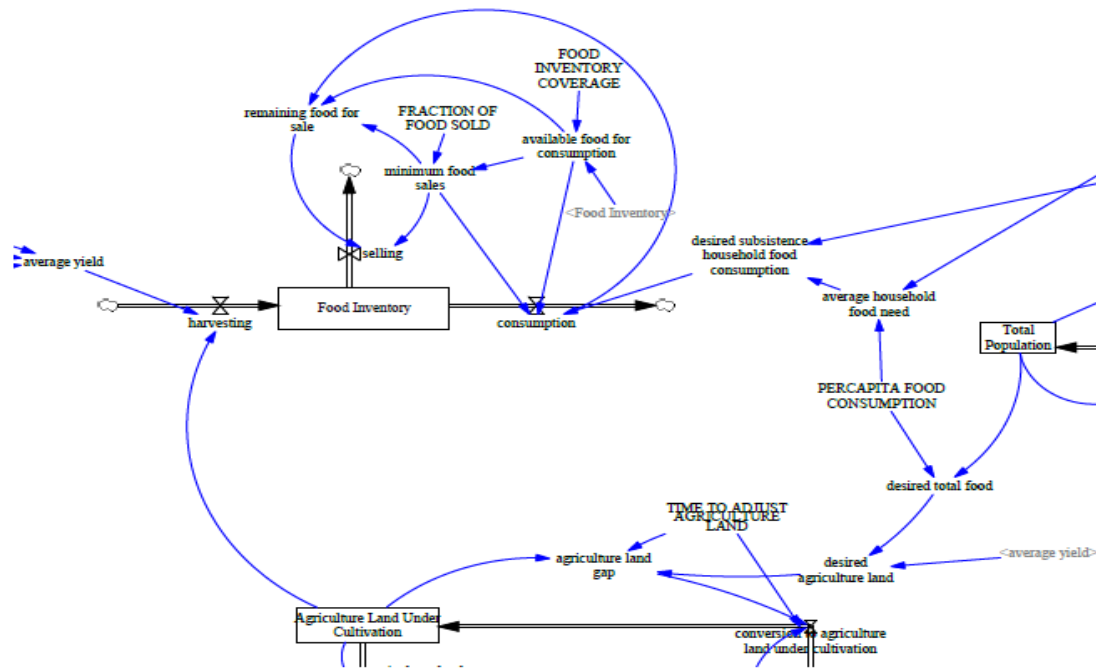 FOOD
INVENTORY
COVERAGE
remaining food for
sale
FRACTION OF
FOOD SOLD
available food for
consumption
minimum food
sales
<Food Inventory>
selling
average yield
desired subsistence
household food
consumption
Food Inventory
harvesting
consumption
average household
food need
Total
Population
PERCAPITA FOOD
CONSUMPTION
desired total food
TIME TO ADJUST
AGRICULTURE
LAND
agriculture land
gap
desired
agriculture land
<average yield>
Agriculture Land Under
Cultivation
conversion to agriculture
land under cultivation